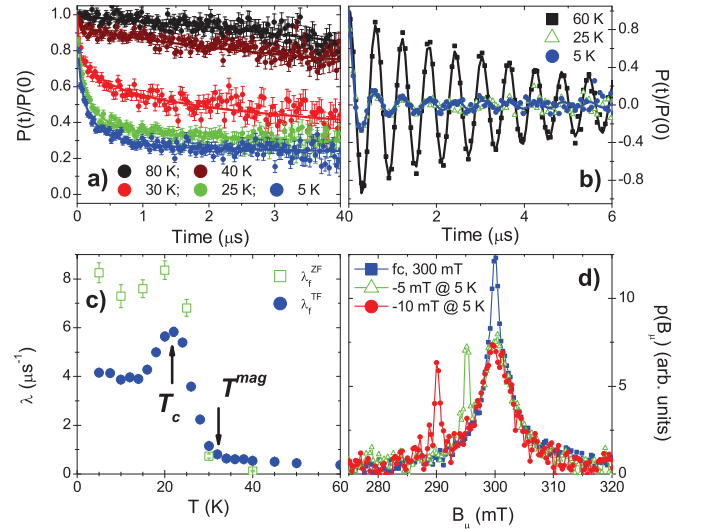 1.0
0.8
0.6
0.4
0.2
0.0
P(t)/P(0)
a)
80 K; 40 K
30 K; 25 K; 5 K
0 1 2 3 4
Time (μs)
60 K
25 K
5 K
b)
0.8
0.4
0.0
-0.4
-0.8
P(t)/P(0)
0 2 4 6
Time (μs)
8
6
4
2
0
λ (μs⁻¹)
c)
λ_f^ZF
λ_f^TF
T_c
T^mag
0 20 40 60
T (K)
fc, 300 mT
-5 mT @ 5 K
-10 mT @ 5 K
d)
10
5
0
p(B_μ) (arb. units)
280 290 300 310 320
B_μ (mT)